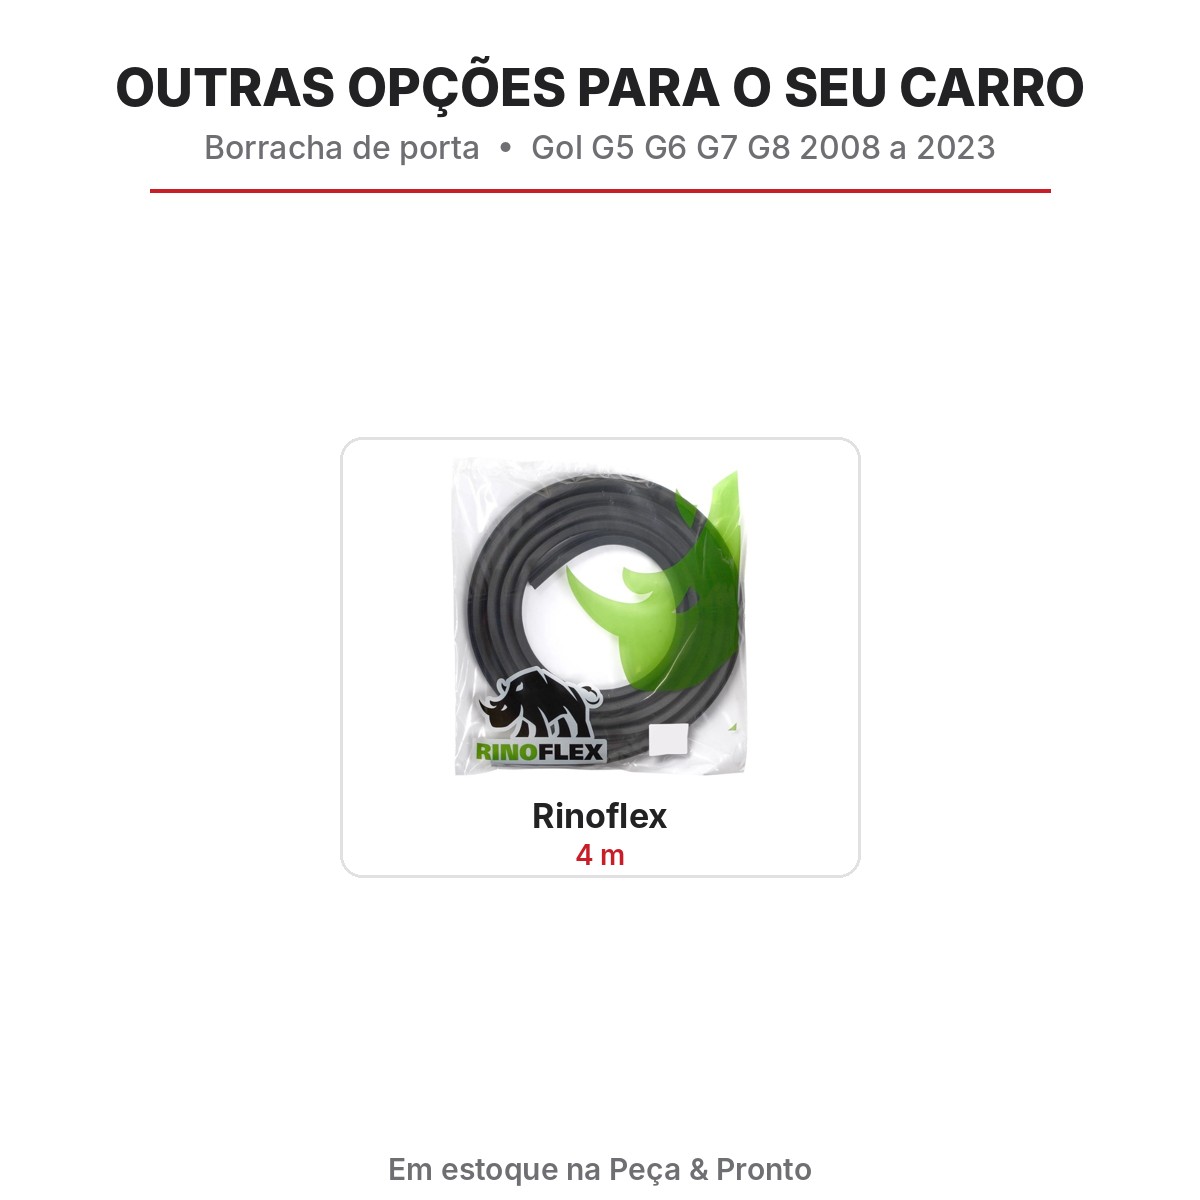 OUTRAS OPÇÕES PARA O SEU CARRO
Borracha de porta • Gol G5 G6 G7 G8 2008 a 2023
RINOFLEX
Rinoflex
4 m
Em estoque na Peça & Pronto